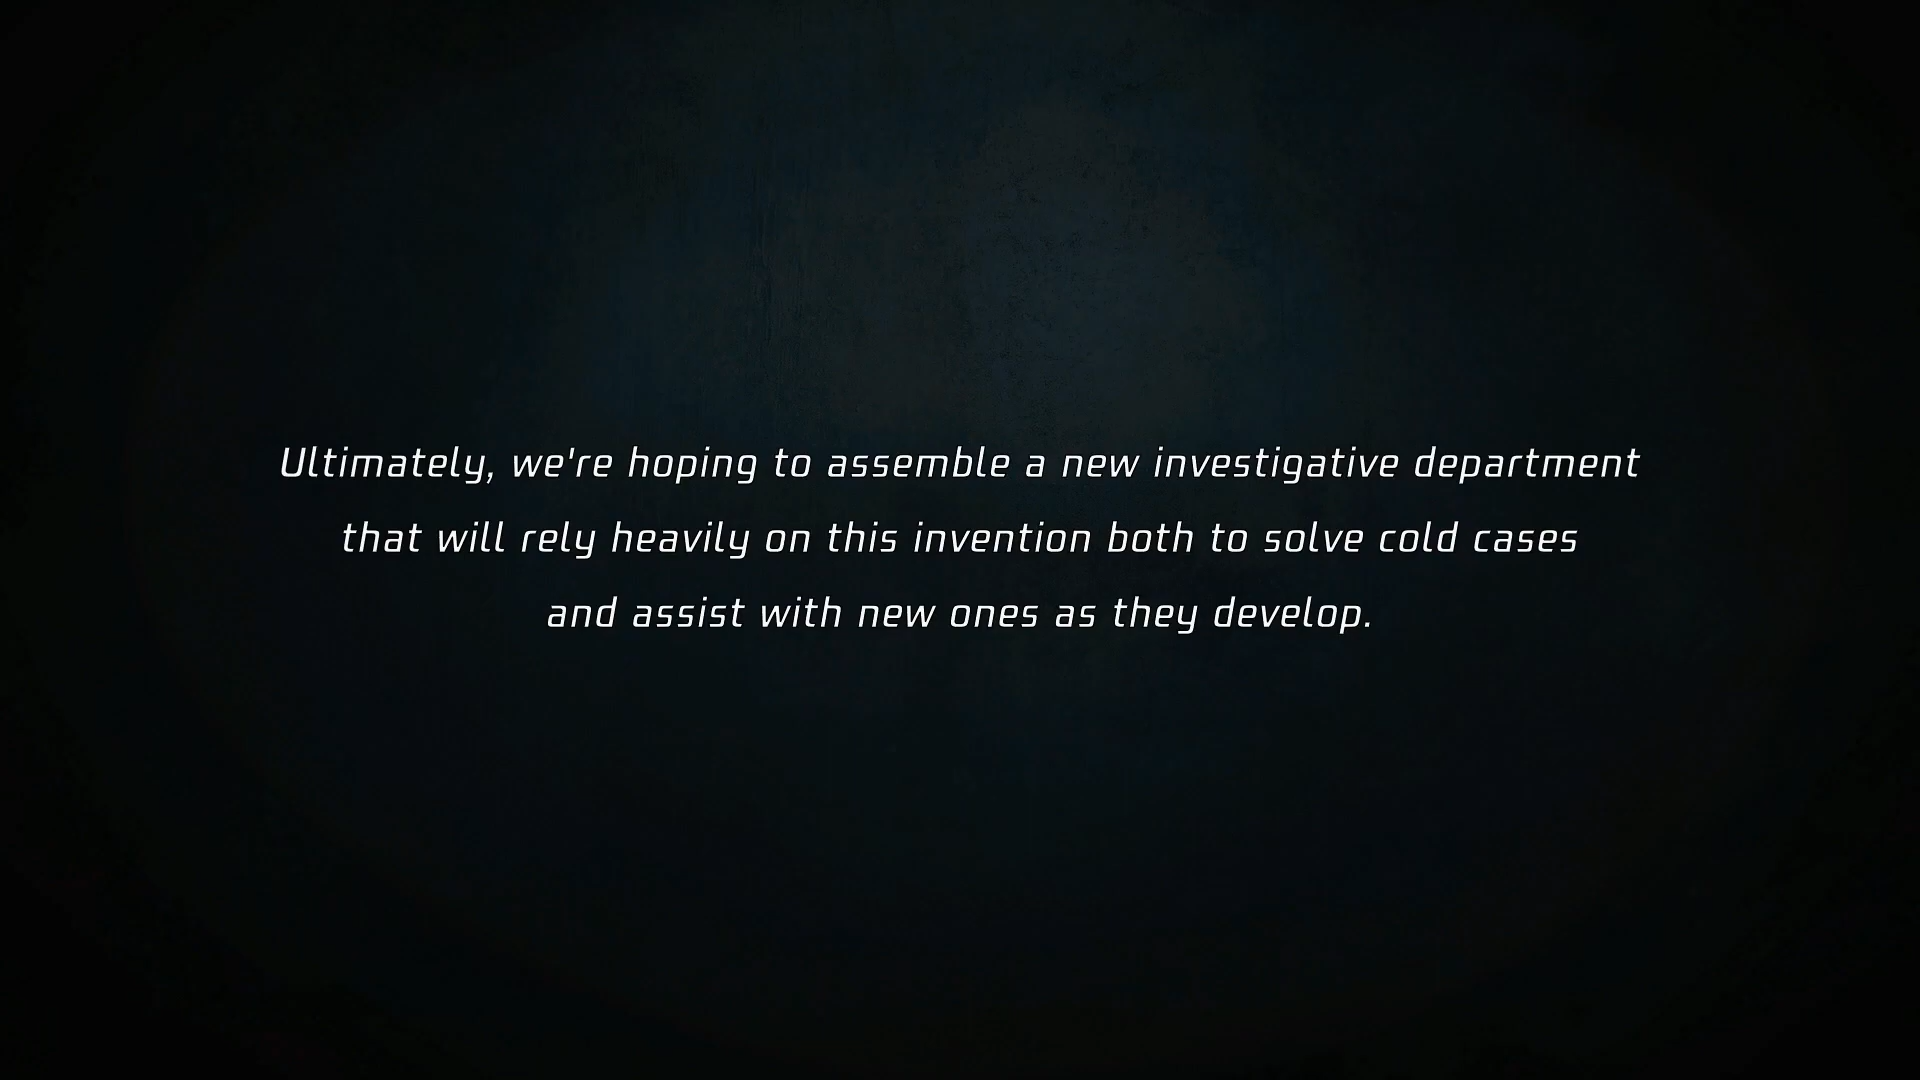 Ultimately, we're hoping to assemble a new investigative department
that will rely heavily on this invention both to solve cold cases
and assist with new ones as they develop.